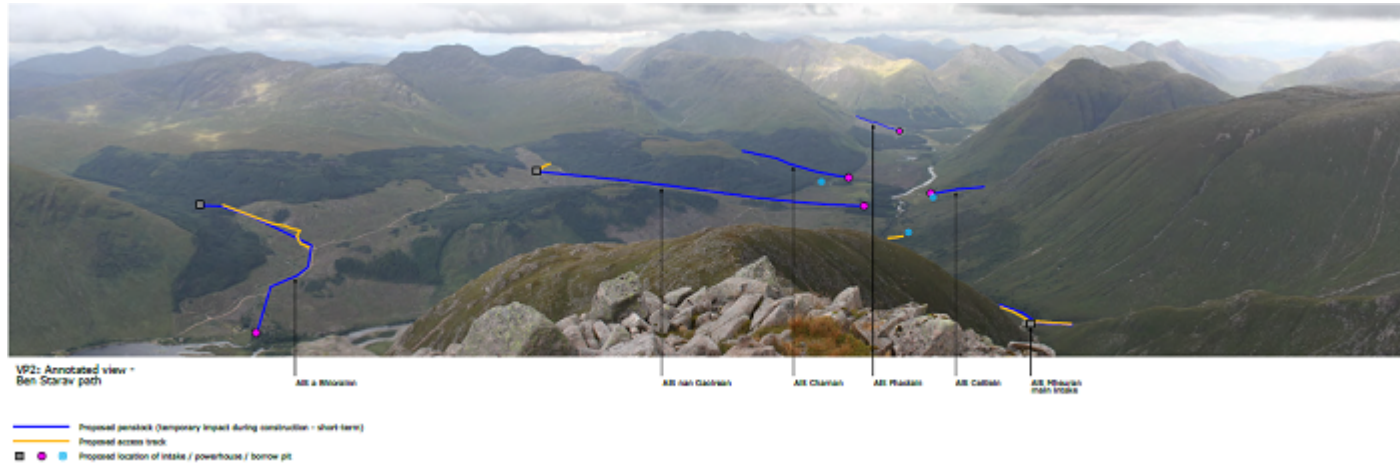 VP2: Annotated view -
Ben Starav path
Allt a Bhiorain
Allt nan Gaoirean
Allt Charnan
Allt Fhaolain
Allt Ceitlein
Allt Mheuran
main intake
Proposed penstock (temporary impact during construction - short-term)
Proposed access track
Proposed location of intake / powerhouse / borrow pit